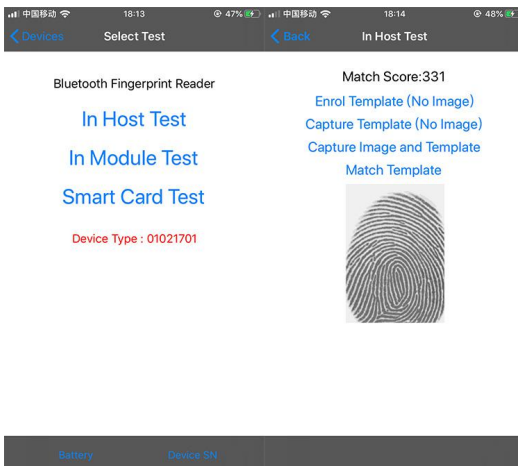 中国移动 18:13 47%
Devices Select Test
Bluetooth Fingerprint Reader
In Host Test
In Module Test
Smart Card Test
Device Type : 01021701
Battery Device SN
中国移动 18:14 48%
Back In Host Test
Match Score:331
Enrol Template (No Image)
Capture Template (No Image)
Capture Image and Template
Match Template